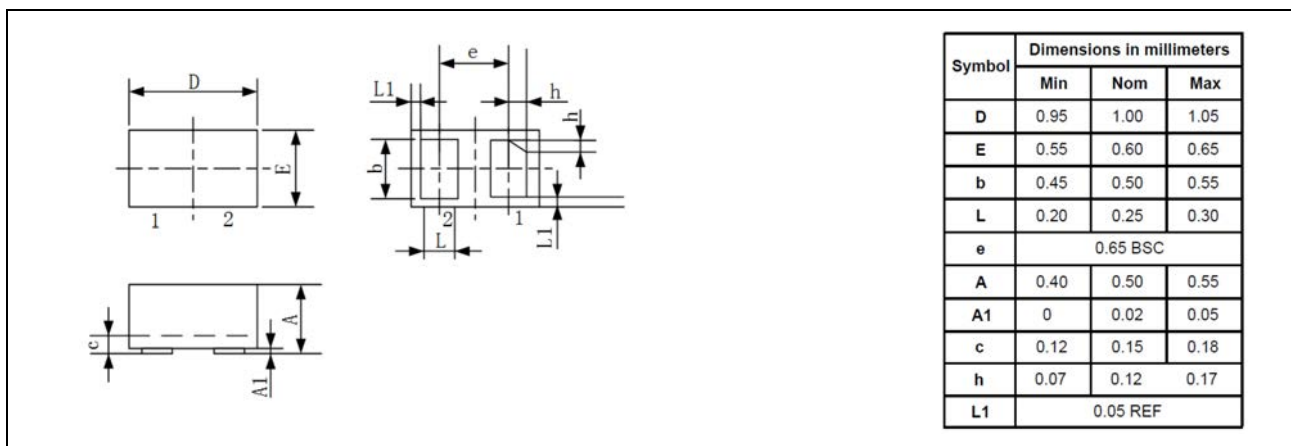 D
E
1 2
e
L1
h
h
b
2 1
L
L1
A
c
A1
Symbol Dimensions in millimeters
Min Nom Max
D 0.95 1.00 1.05
E 0.55 0.60 0.65
b 0.45 0.50 0.55
L 0.20 0.25 0.30
e 0.65 BSC
A 0.40 0.50 0.55
A1 0 0.02 0.05
c 0.12 0.15 0.18
h 0.07 0.12 0.17
L1 0.05 REF